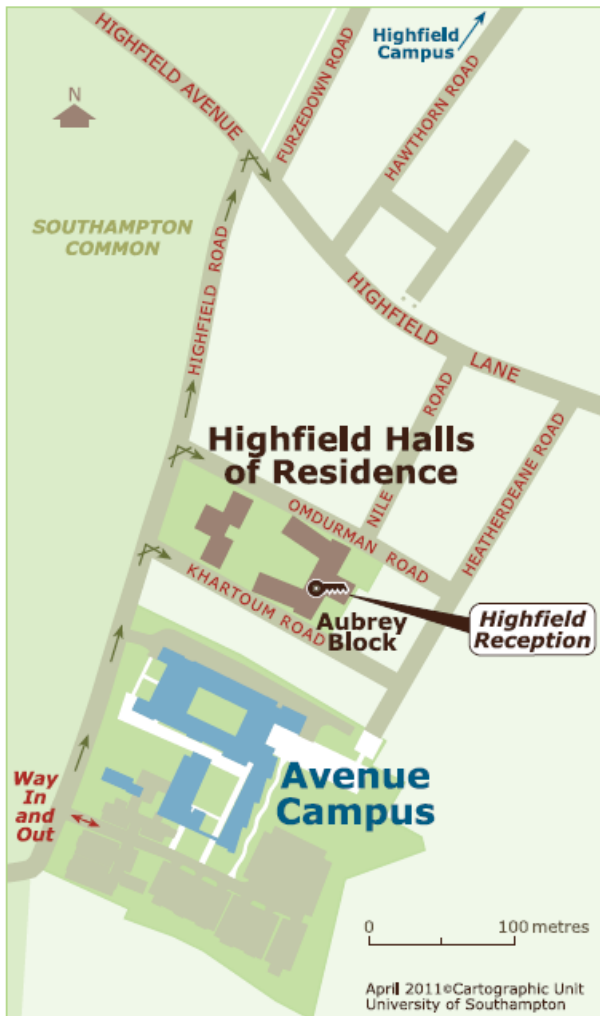 HIGHFIELD AVENUE
FURZEDOWN ROAD
Highfield
Campus
HAWTHORN ROAD
N
SOUTHAMPTON
COMMON
HIGHFIELD ROAD
HIGHFIELD LANE
NILE ROAD
HEATHERDEANE ROAD
Highfield Halls
of Residence
OMDURMAN ROAD
KHARTOUM ROAD
Aubrey
Block
Highfield
Reception
Avenue
Campus
Way
In
and
Out
0 100 metres
April 2011©Cartographic Unit
University of Southampton